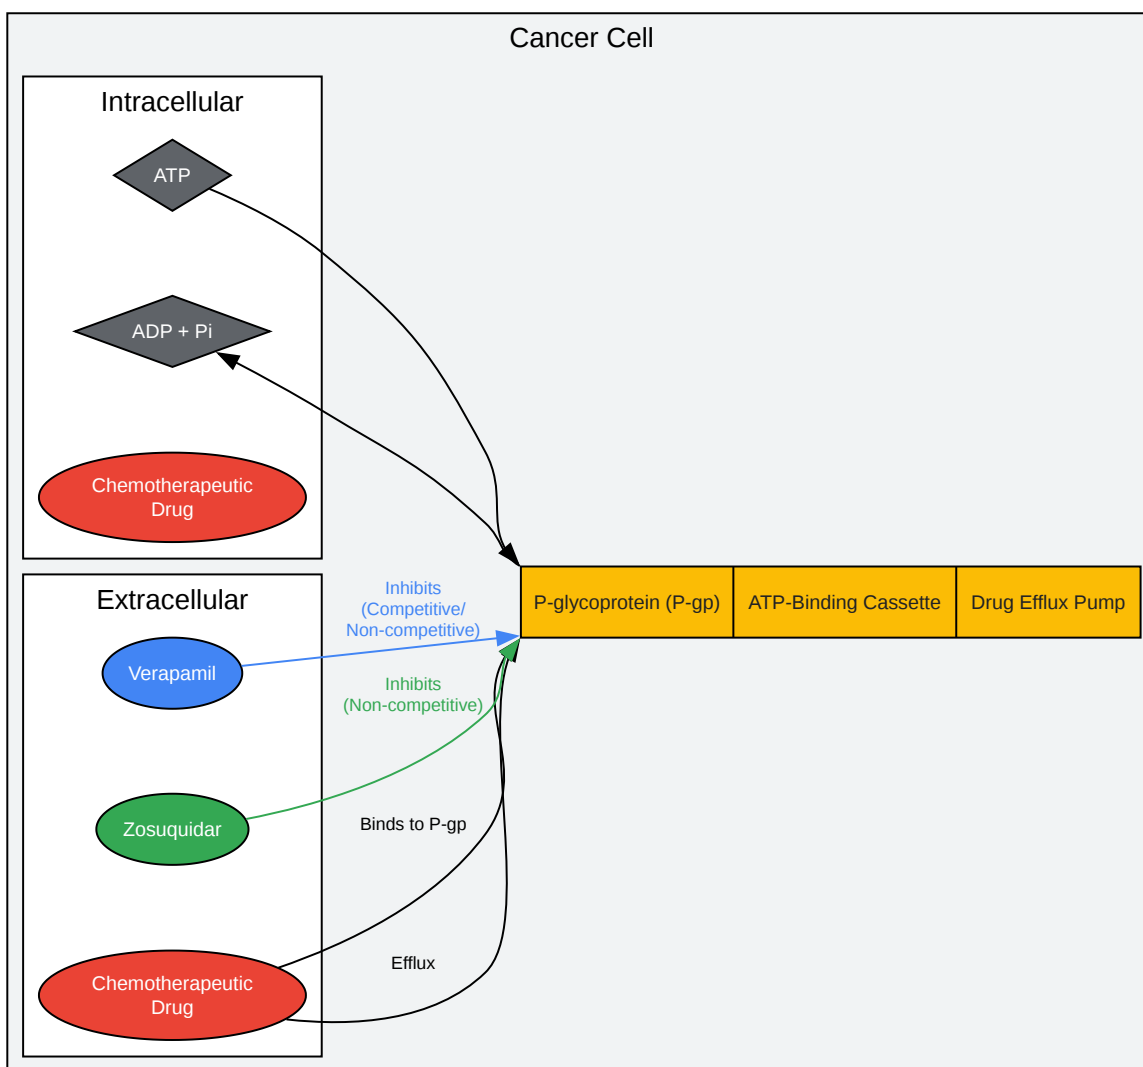 Cancer Cell
Intracellular
ATP
ADP + Pi
Chemotherapeutic
Drug
Extracellular
Inhibits
(Competitive/
Non-competitive)
P-glycoprotein (P-gp)
ATP-Binding Cassette
Drug Efflux Pump
Verapamil
Inhibits
(Non-competitive)
Zosuquidar
Binds to P-gp
Efflux
Chemotherapeutic
Drug